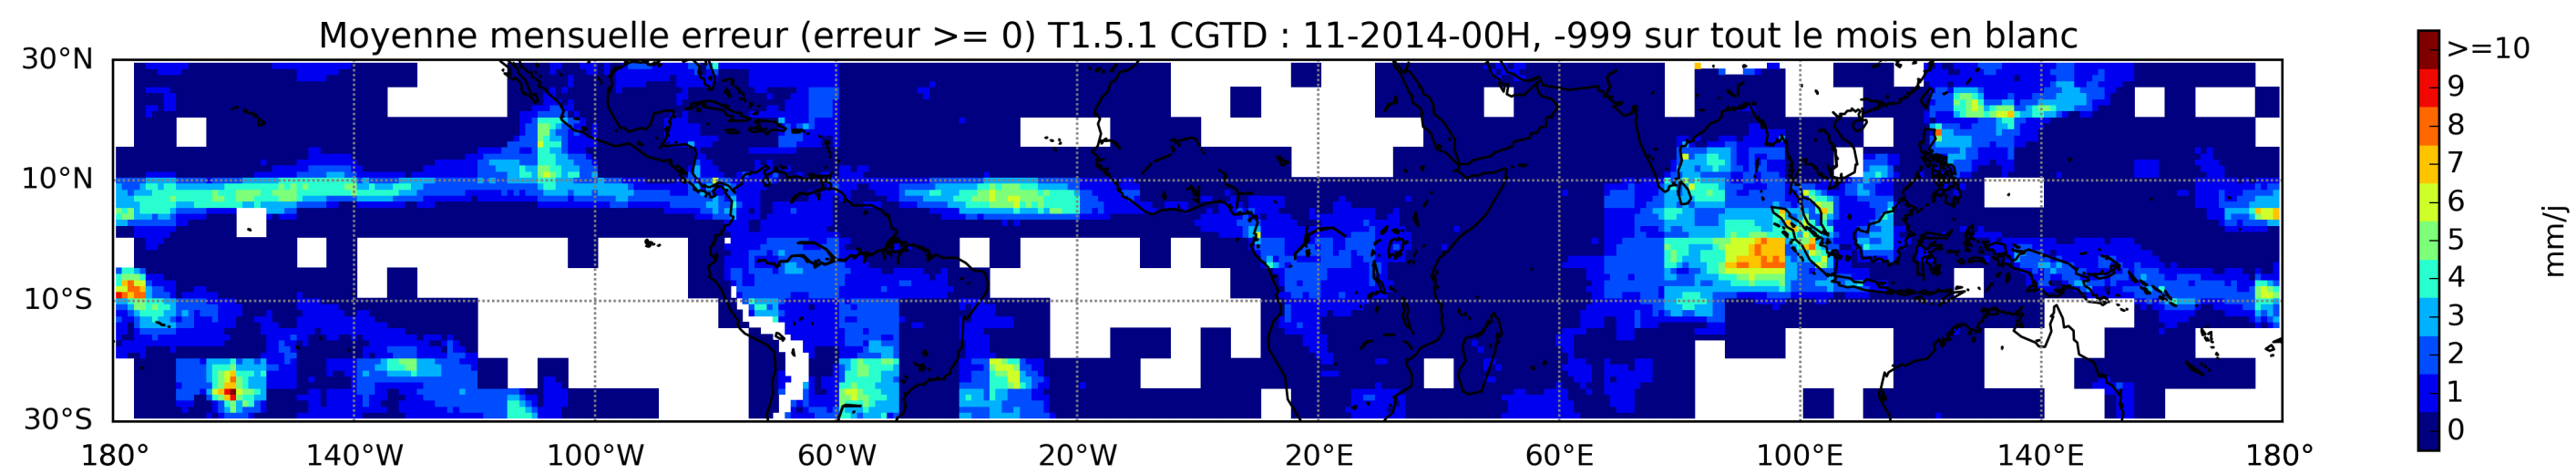 Moyenne mensuelle erreur (erreur >= 0) T1.5.1 CGTD : 11-2014-00H, -999 sur tout le mois en blanc
30°N
10°N
10°S
30°S
180° 140°W 100°W 60°W 20°W 20°E 60°E 100°E 140°E 180°
>=10
9
8
7
6
5
4
3
2
1
0
mm/j